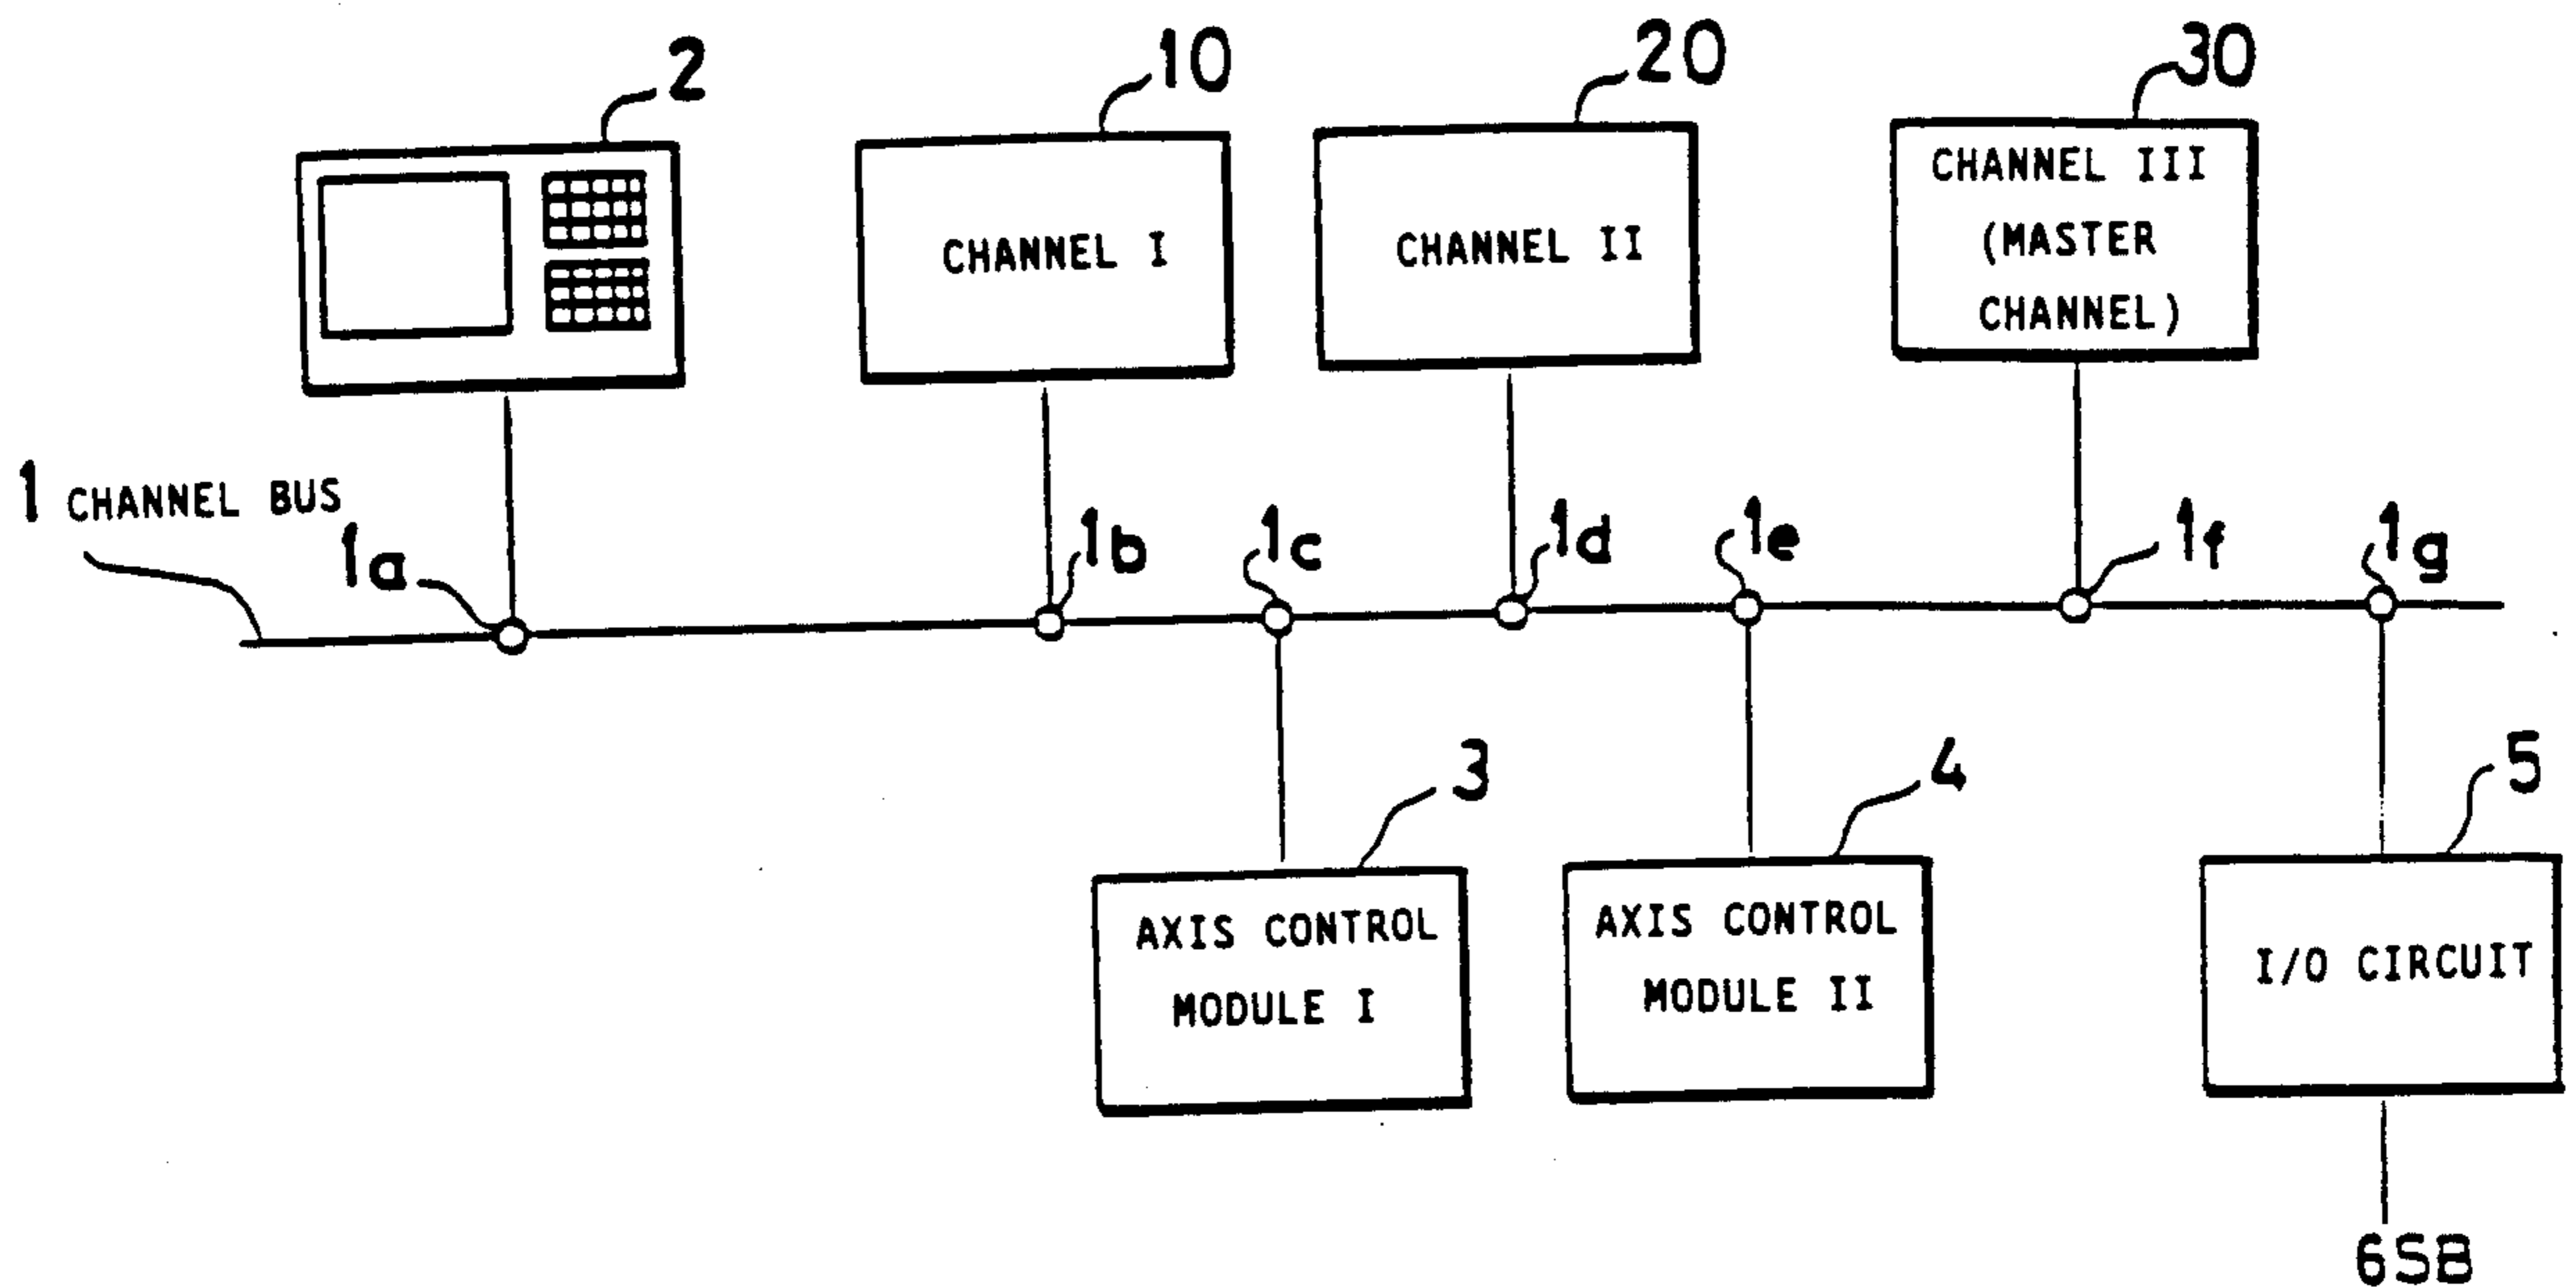 2
10
20
30
CHANNEL I
CHANNEL II
CHANNEL III
(MASTER
CHANNEL)
1 CHANNEL BUS
1a
1b
1c
1d
1e
1f
1g
3
4
5
AXIS CONTROL
MODULE I
AXIS CONTROL
MODULE II
I/O CIRCUIT
6SB